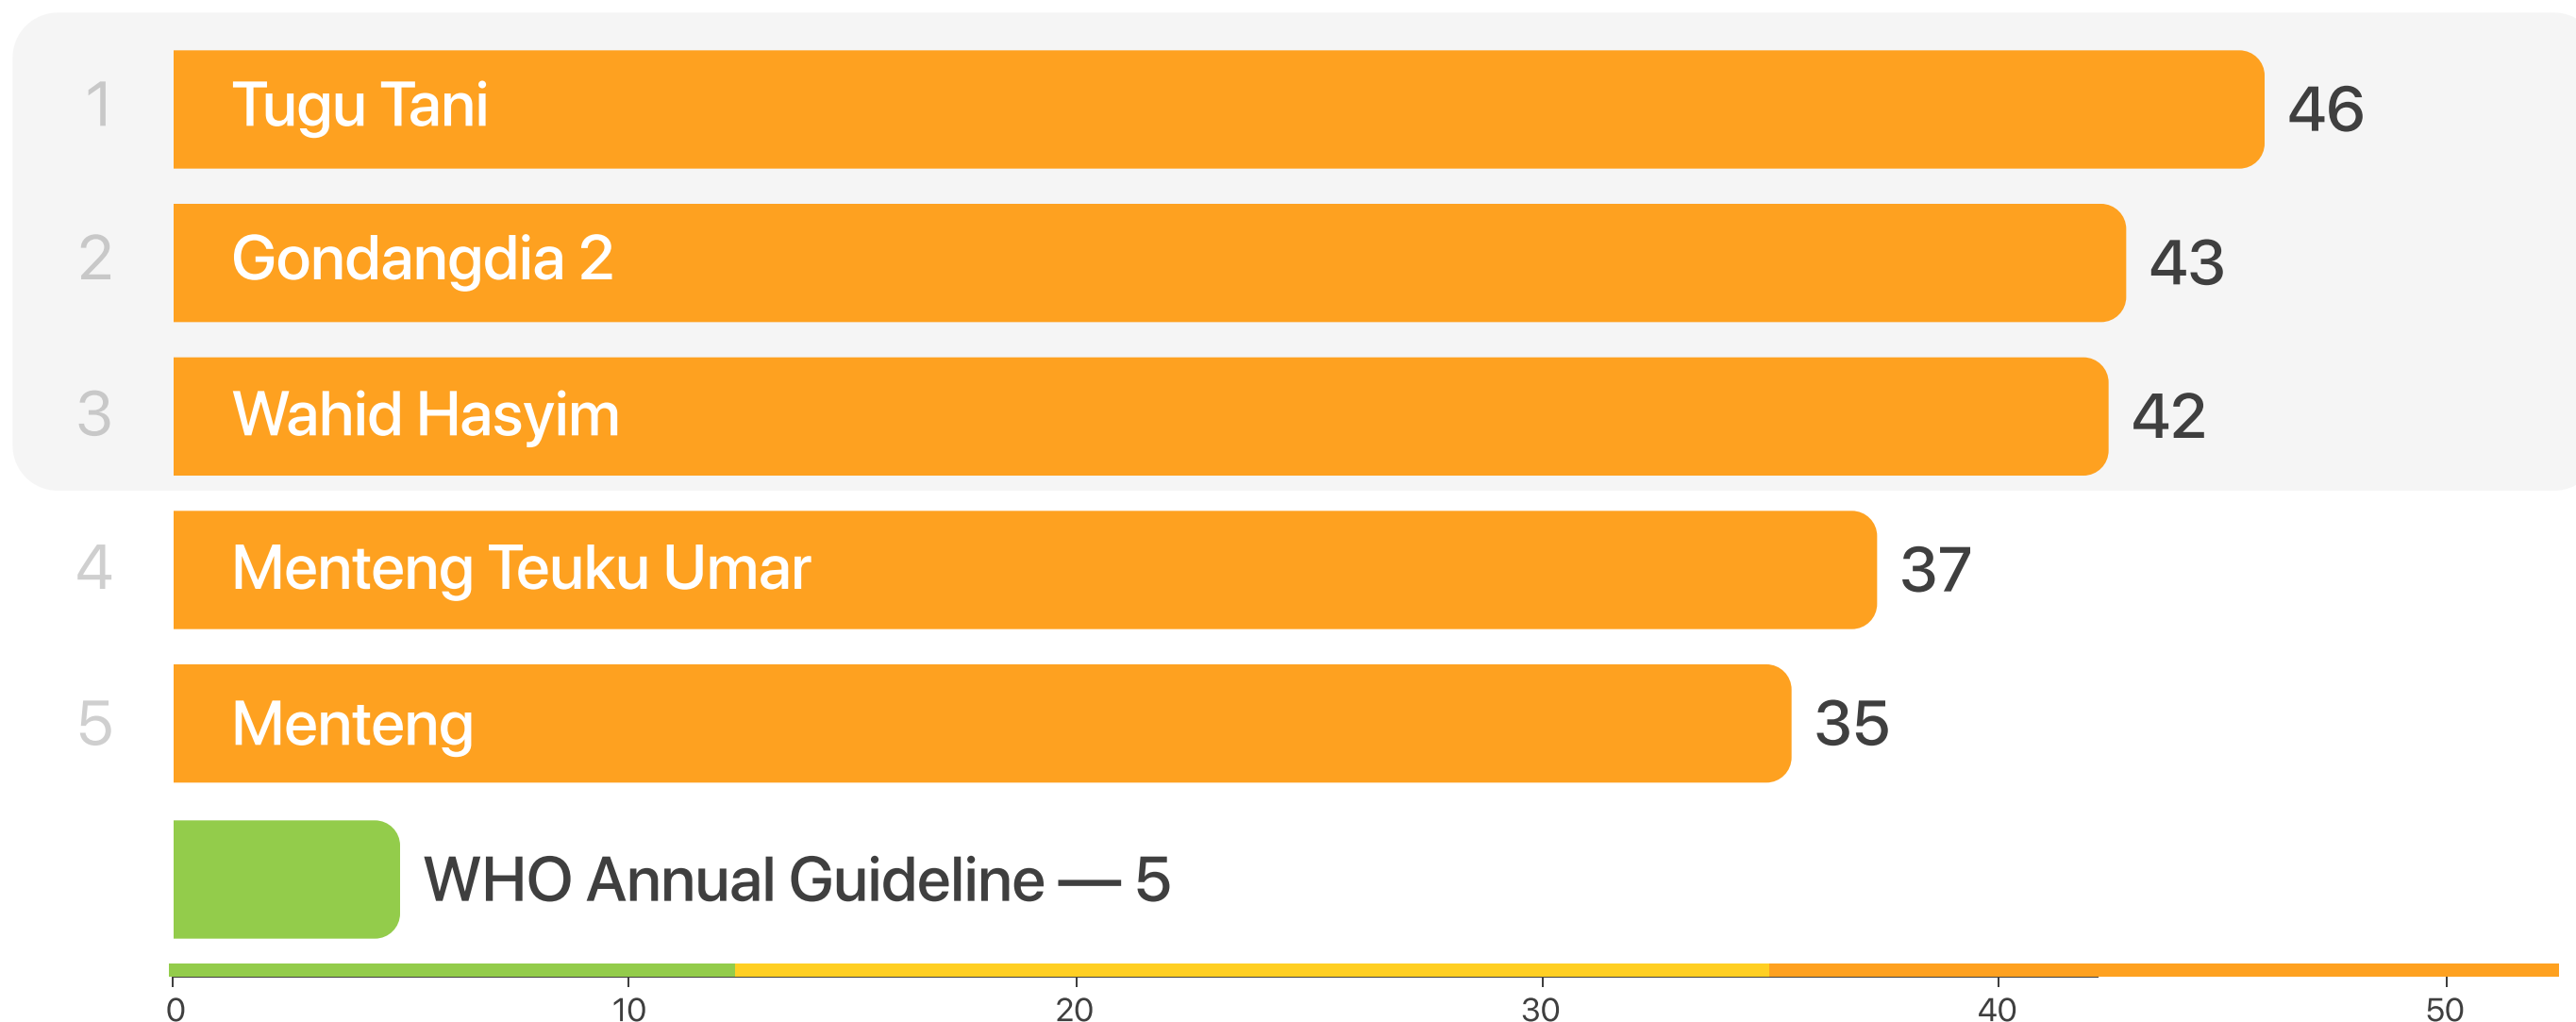 1 Tugu Tani 46
2 Gondangdia 2 43
3 Wahid Hasyim 42
4 Menteng Teuku Umar 37
5 Menteng 35
WHO Annual Guideline — 5
0 10 20 30 40 50